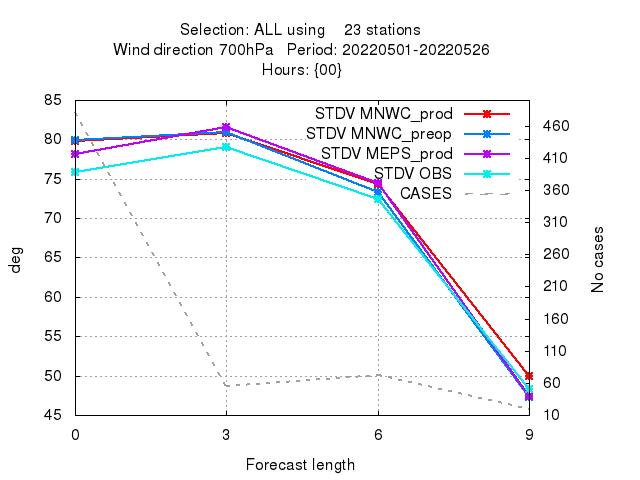 Selection: ALL using    23 stations
Wind direction 700hPa   Period: 20220501-20220526
Hours: {00}
85
80
75
70
65
60
55
50
45
deg
0
3
6
9
Forecast length
STDV MNWC_prod
STDV MNWC_preop
STDV MEPS_prod
STDV OBS
CASES
460
410
360
310
260
210
160
110
60
10
No cases